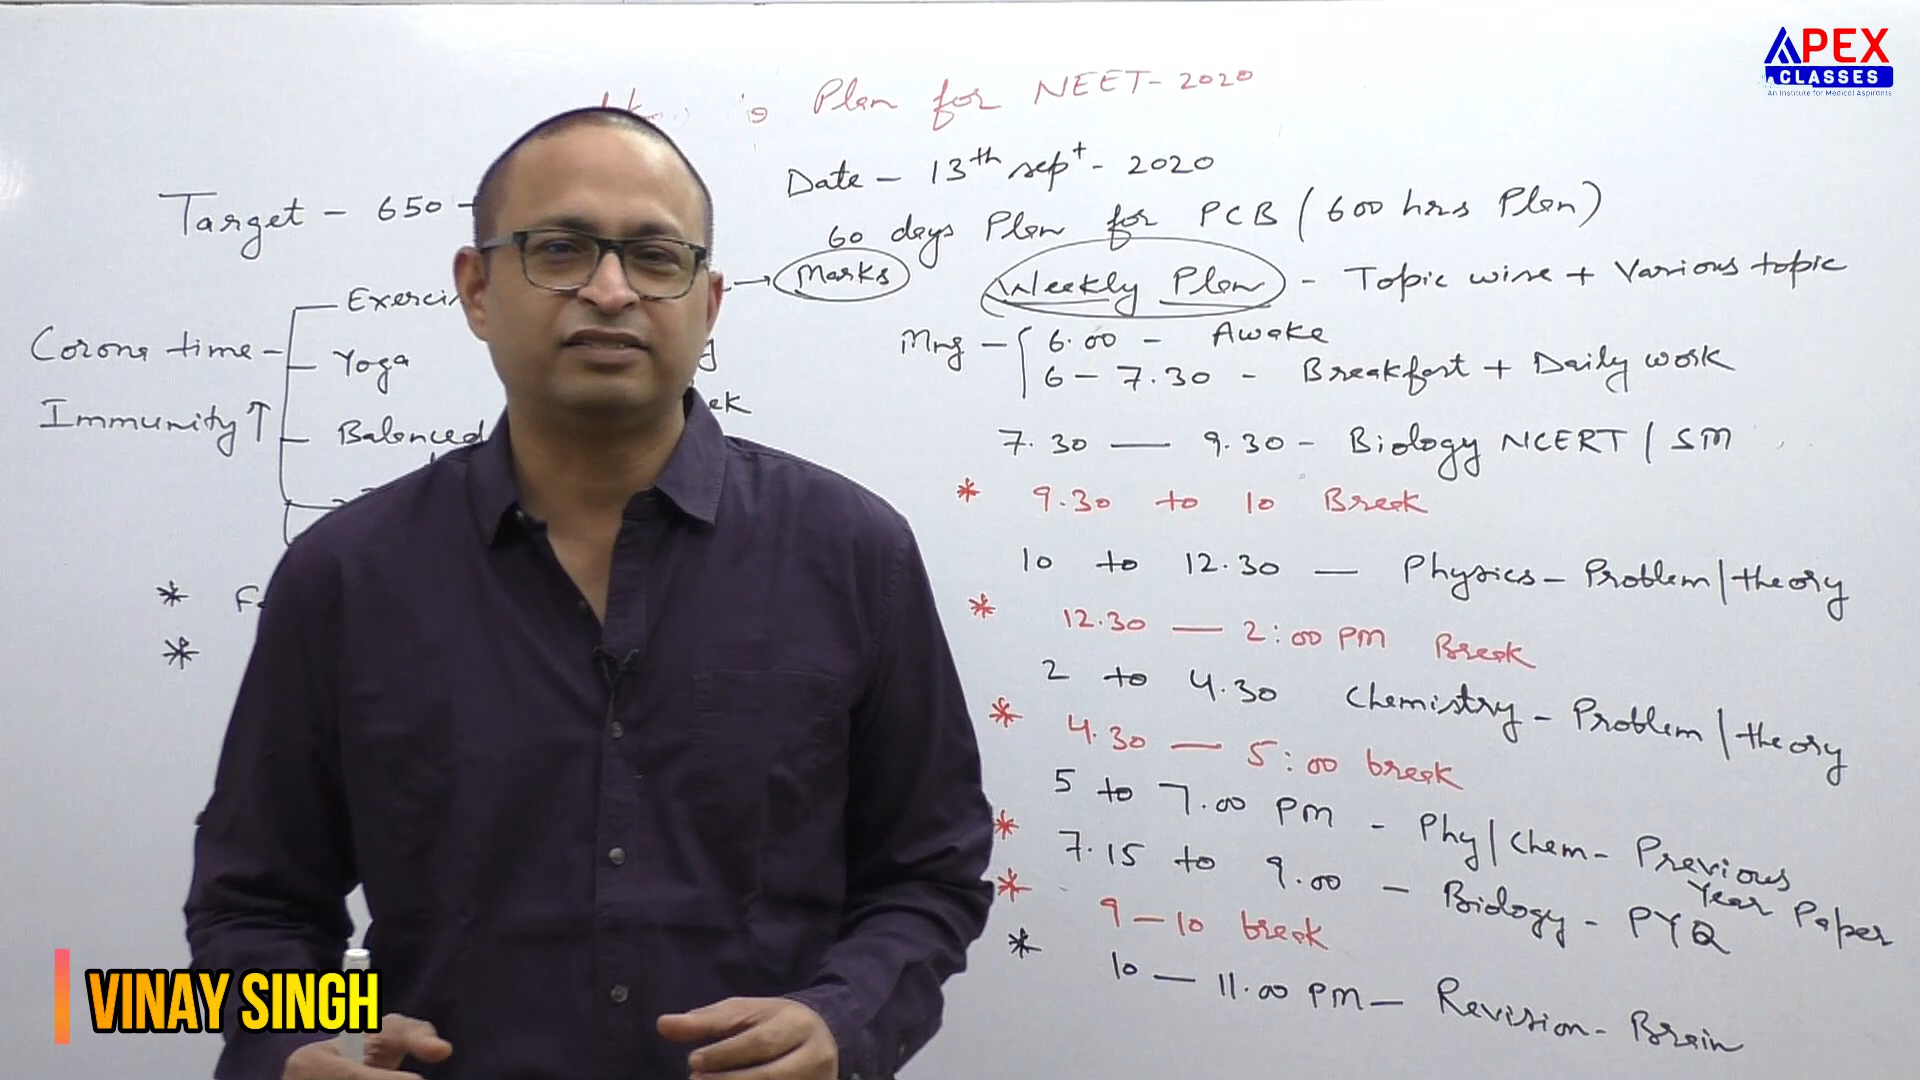 APEX
CLASSES
An Institute for Medical Aspirants
Plan for NEET-2020
Date - 13th sept - 2020
Target - 650 -
60 days Plan for PCB (600 hrs Plan)
Marks
Weekly Plan - Topic wise + Various topic
Corona time -
Immunity ↑
Yoga
Balanced
* 
* 
Mrg - 6.00 - Awake
6 - 7.30 - Breakfast + Daily work
7.30 — 9.30 - Biology NCERT / SM
* 9.30 to 10 Break
10 to 12.30 — Physics - Problem / theory
* 12.30 — 2:00 PM Break
2 to 4.30 Chemistry - Problem / theory
* 4.30 — 5:00 break
5 to 7.00 PM - Phy / Chem - Previous Year Paper
* 7.15 to 9.00 - Biology - PYQ
* 9 - 10 break
* 10 — 11.00 PM - Revision - Brain
VINAY SINGH